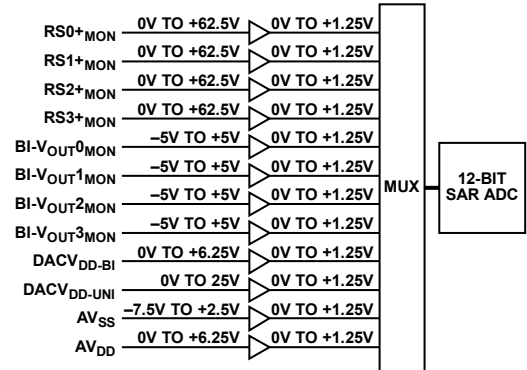 RS0+MON 0V TO +62.5V 0V TO +1.25V
RS1+MON 0V TO +62.5V 0V TO +1.25V
RS2+MON 0V TO +62.5V 0V TO +1.25V
RS3+MON 0V TO +62.5V 0V TO +1.25V
BI-VOUT0MON –5V TO +5V 0V TO +1.25V
BI-VOUT1MON –5V TO +5V 0V TO +1.25V
BI-VOUT2MON –5V TO +5V 0V TO +1.25V
BI-VOUT3MON –5V TO +5V 0V TO +1.25V
DACVDD-BI 0V TO +6.25V 0V TO +1.25V
DACVDD-UNI 0V TO 25V 0V TO +1.25V
AVSS –7.5V TO +2.5V 0V TO +1.25V
AVDD 0V TO +6.25V 0V TO +1.25V
MUX
12-BIT
SAR ADC